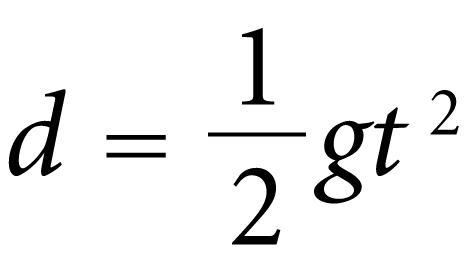 d = 1/2 gt²